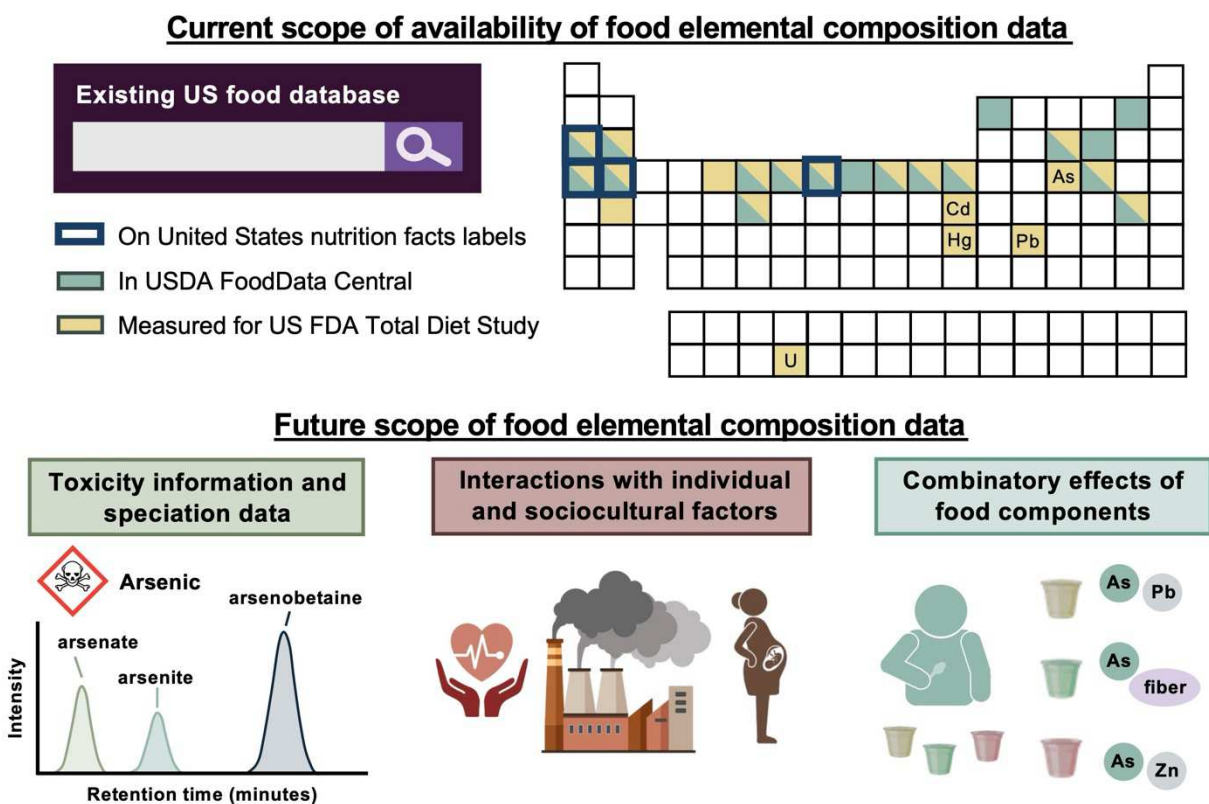 Current scope of availability of food elemental composition data
Existing US food database
On United States nutrition facts labels
In USDA FoodData Central
Measured for US FDA Total Diet Study
As
Cd
Hg
Pb
U
Future scope of food elemental composition data
Toxicity information and
speciation data
Arsenic
arsenobetaine
arsenate
arsenite
Intensity
Retention time (minutes)
Interactions with individual
and sociocultural factors
Combinatory effects of
food components
As
Pb
As
fiber
As
Zn